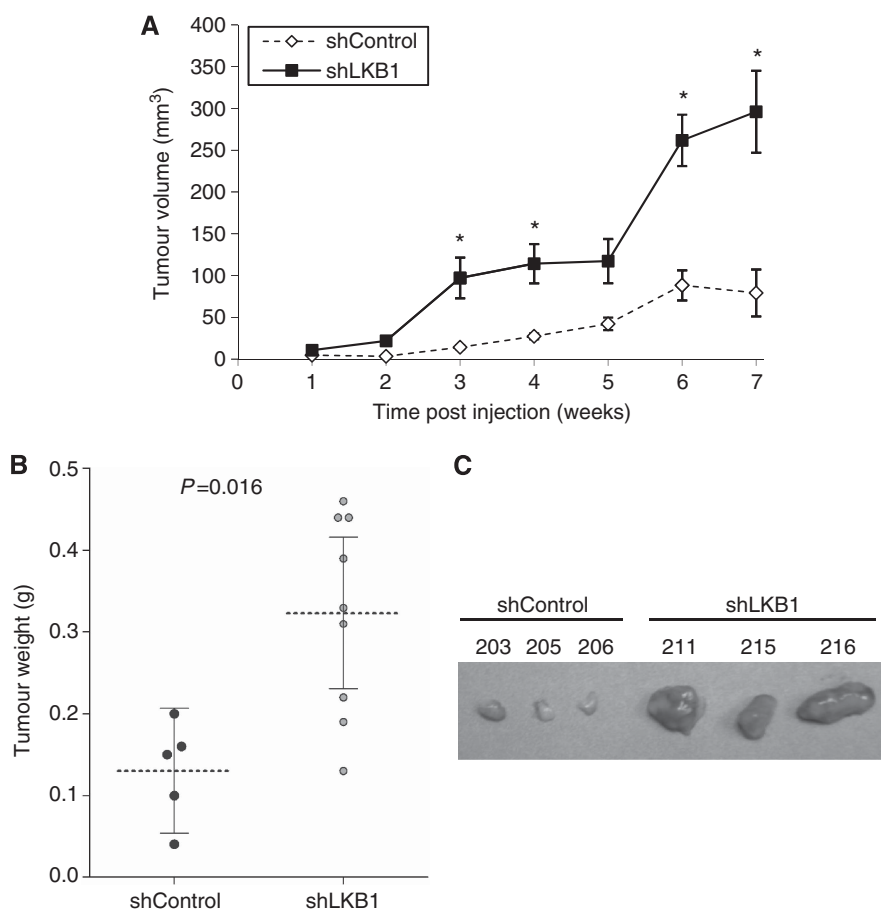 A
400
350
300
250
200
150
100
50
0
Tumour volume (mm³)
shControl
shLKB1
* * * *
*
0 1 2 3 4 5 6 7
Time post injection (weeks)
B
0.5
0.4
0.3
0.2
0.1
0.0
Tumour weight (g)
P=0.016
shControl shLKB1
C
shControl shLKB1
203 205 206 211 215 216